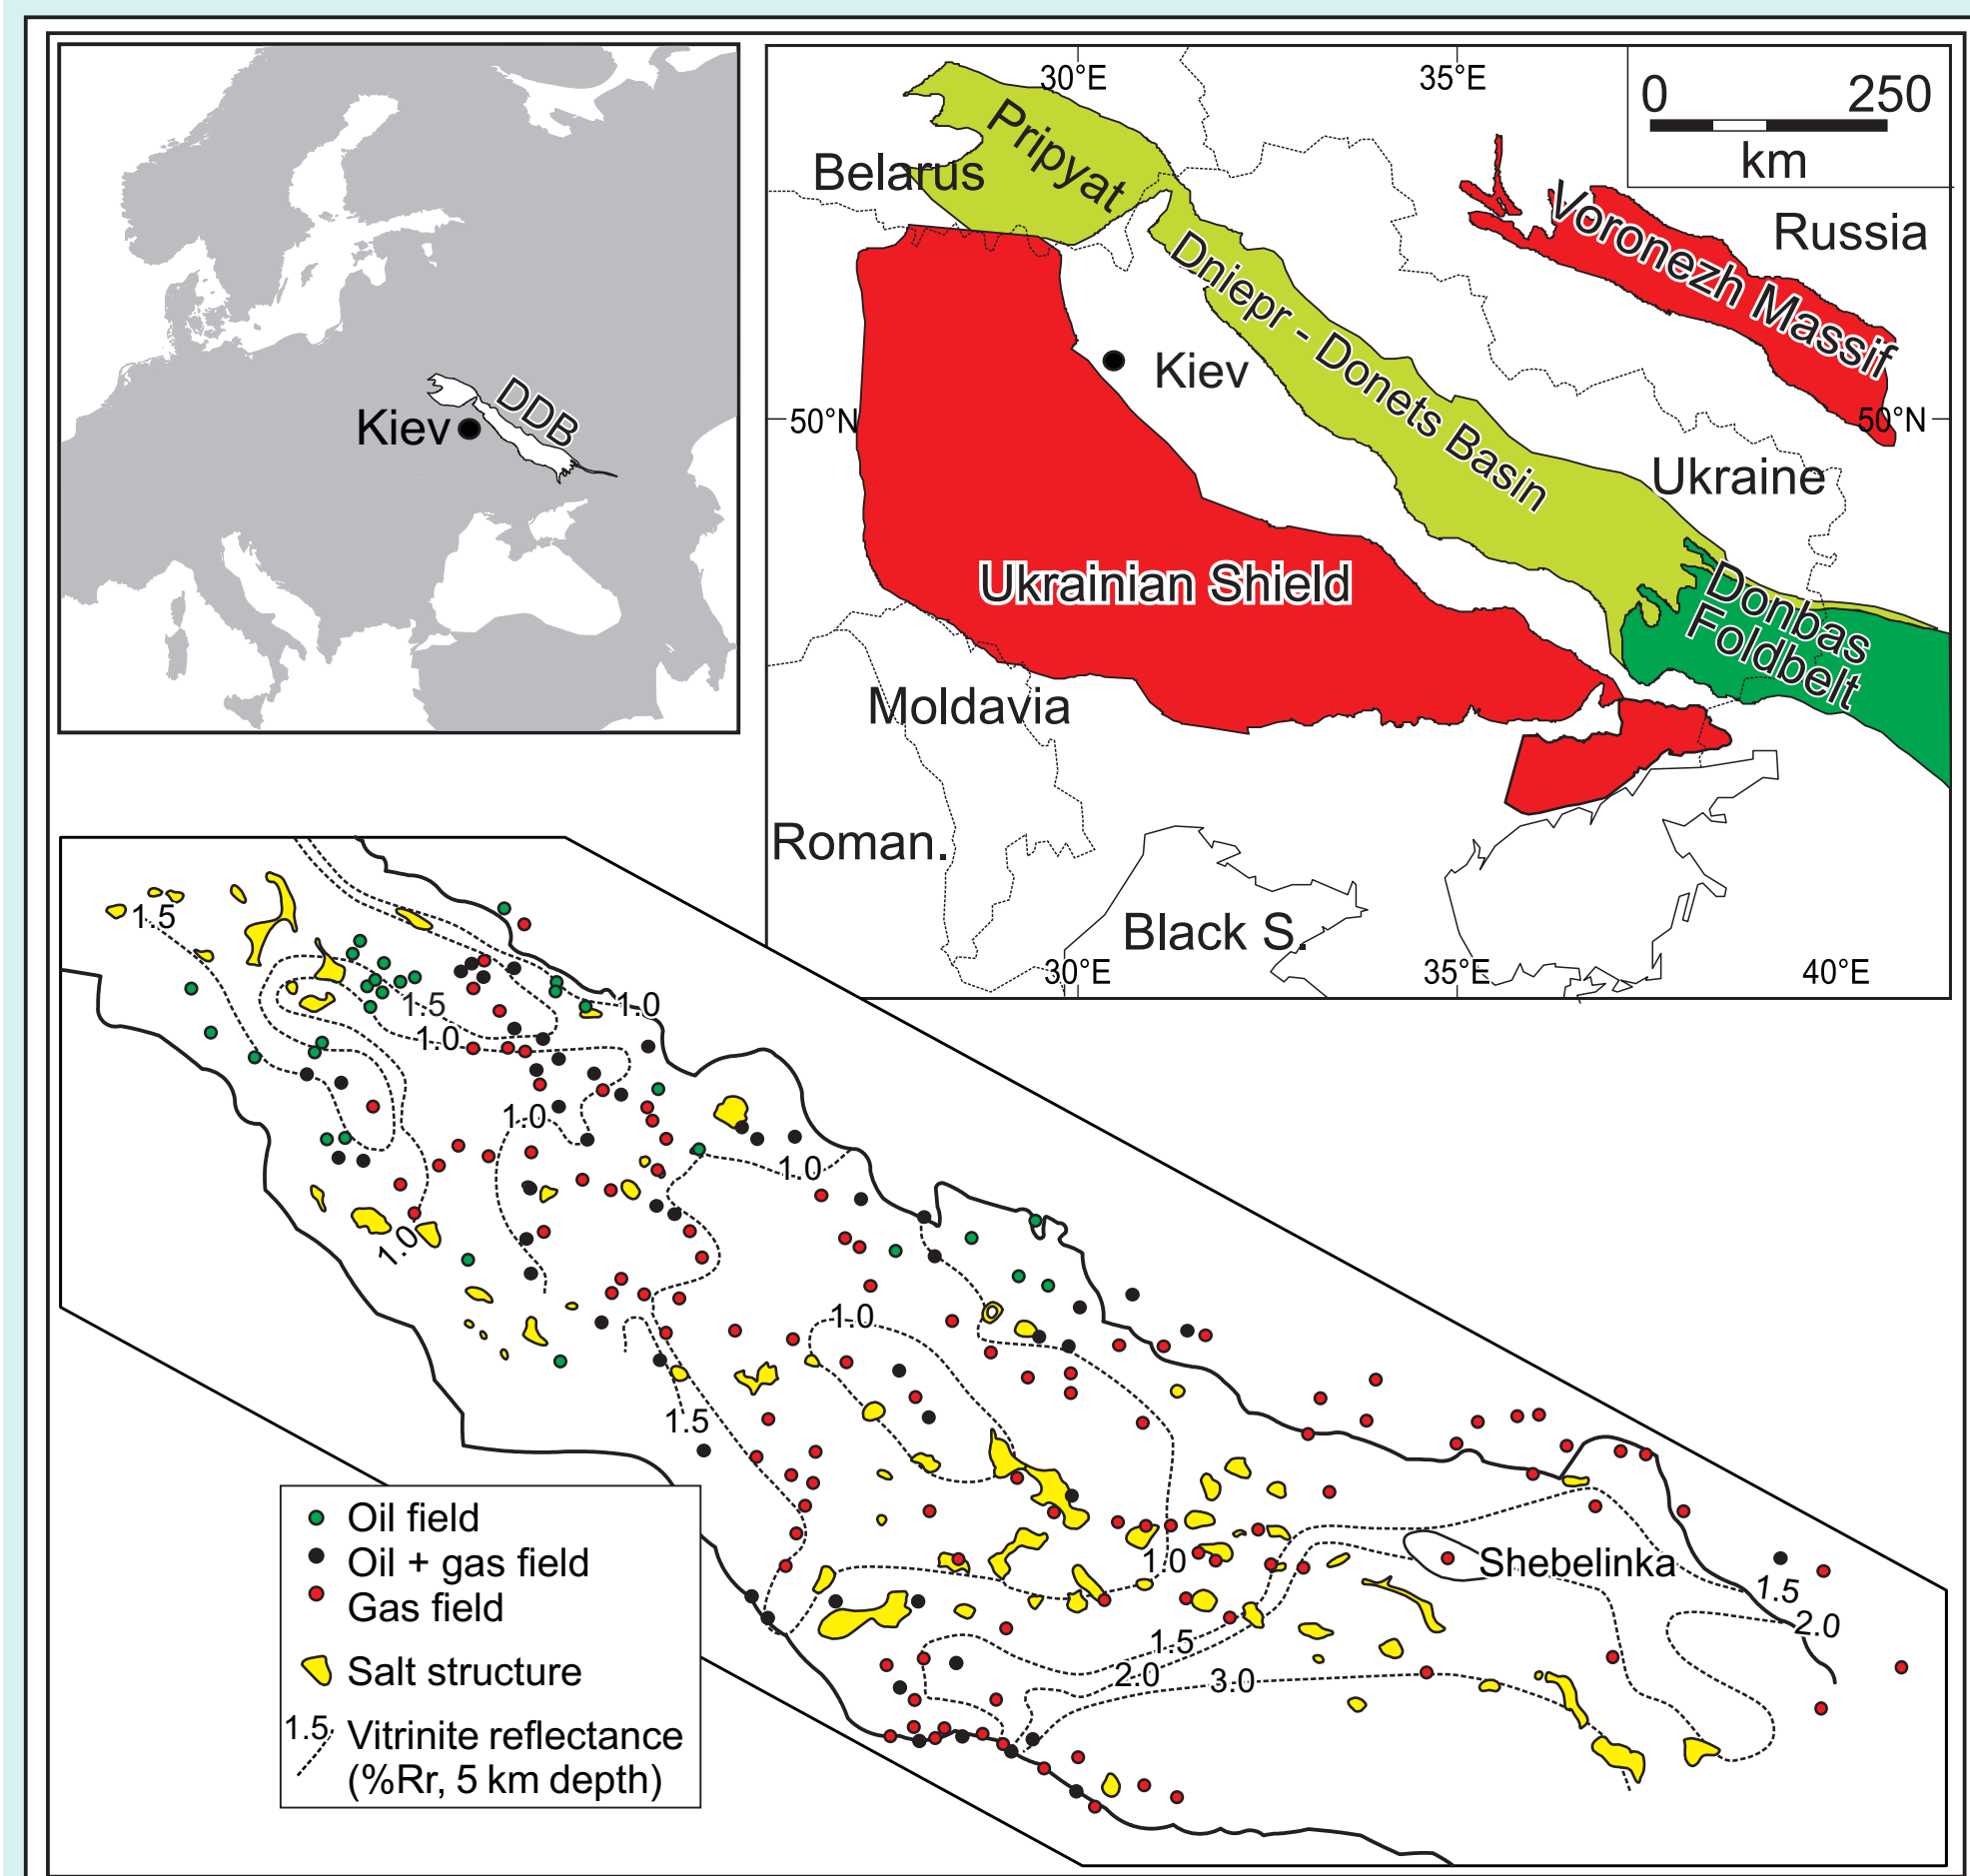 Kiev
DDB
30°E
35°E
0 250
km
Belarus
Pripyat
Voronezh Massif
Russia
Dniepr - Donets Basin
Kiev
50°N
50°N
Ukraine
Ukrainian Shield
Donbas
Foldbelt
Moldavia
Roman.
Black S.
30°E
35°E
40°E
1.5
1.5
1.0
1.0
1.0
1.0
1.0
1.0
1.5
1.0
Shebelinka
1.5
2.0
1.5
2.0
3.0
Oil field
Oil + gas field
Gas field
Salt structure
1.5 Vitrinite reflectance
(%Rr, 5 km depth)